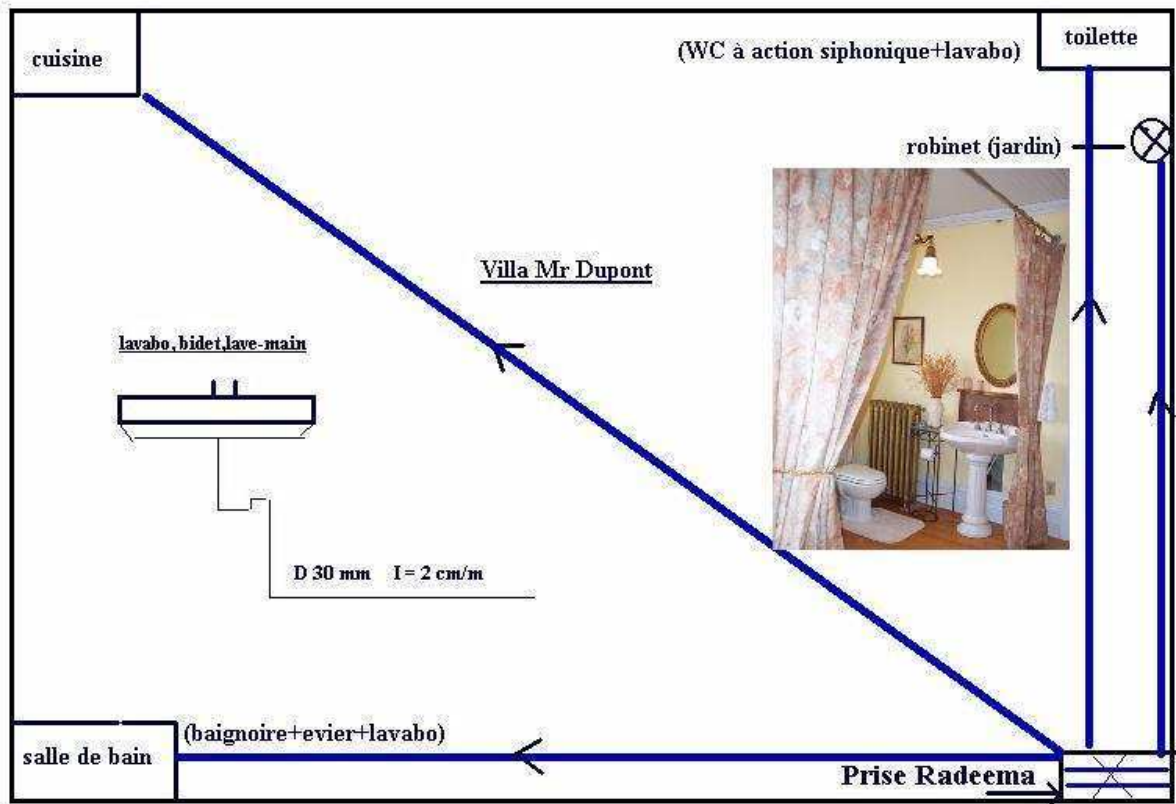 cuisine
toilette
(WC à action siphonique+lavabo)
robinet (jardin)
Villa Mr Dupont
lavabo, bidet,lave-main
D 30 mm I = 2 cm/m
(baignoire+evier+lavabo)
salle de bain
Prise Radeema